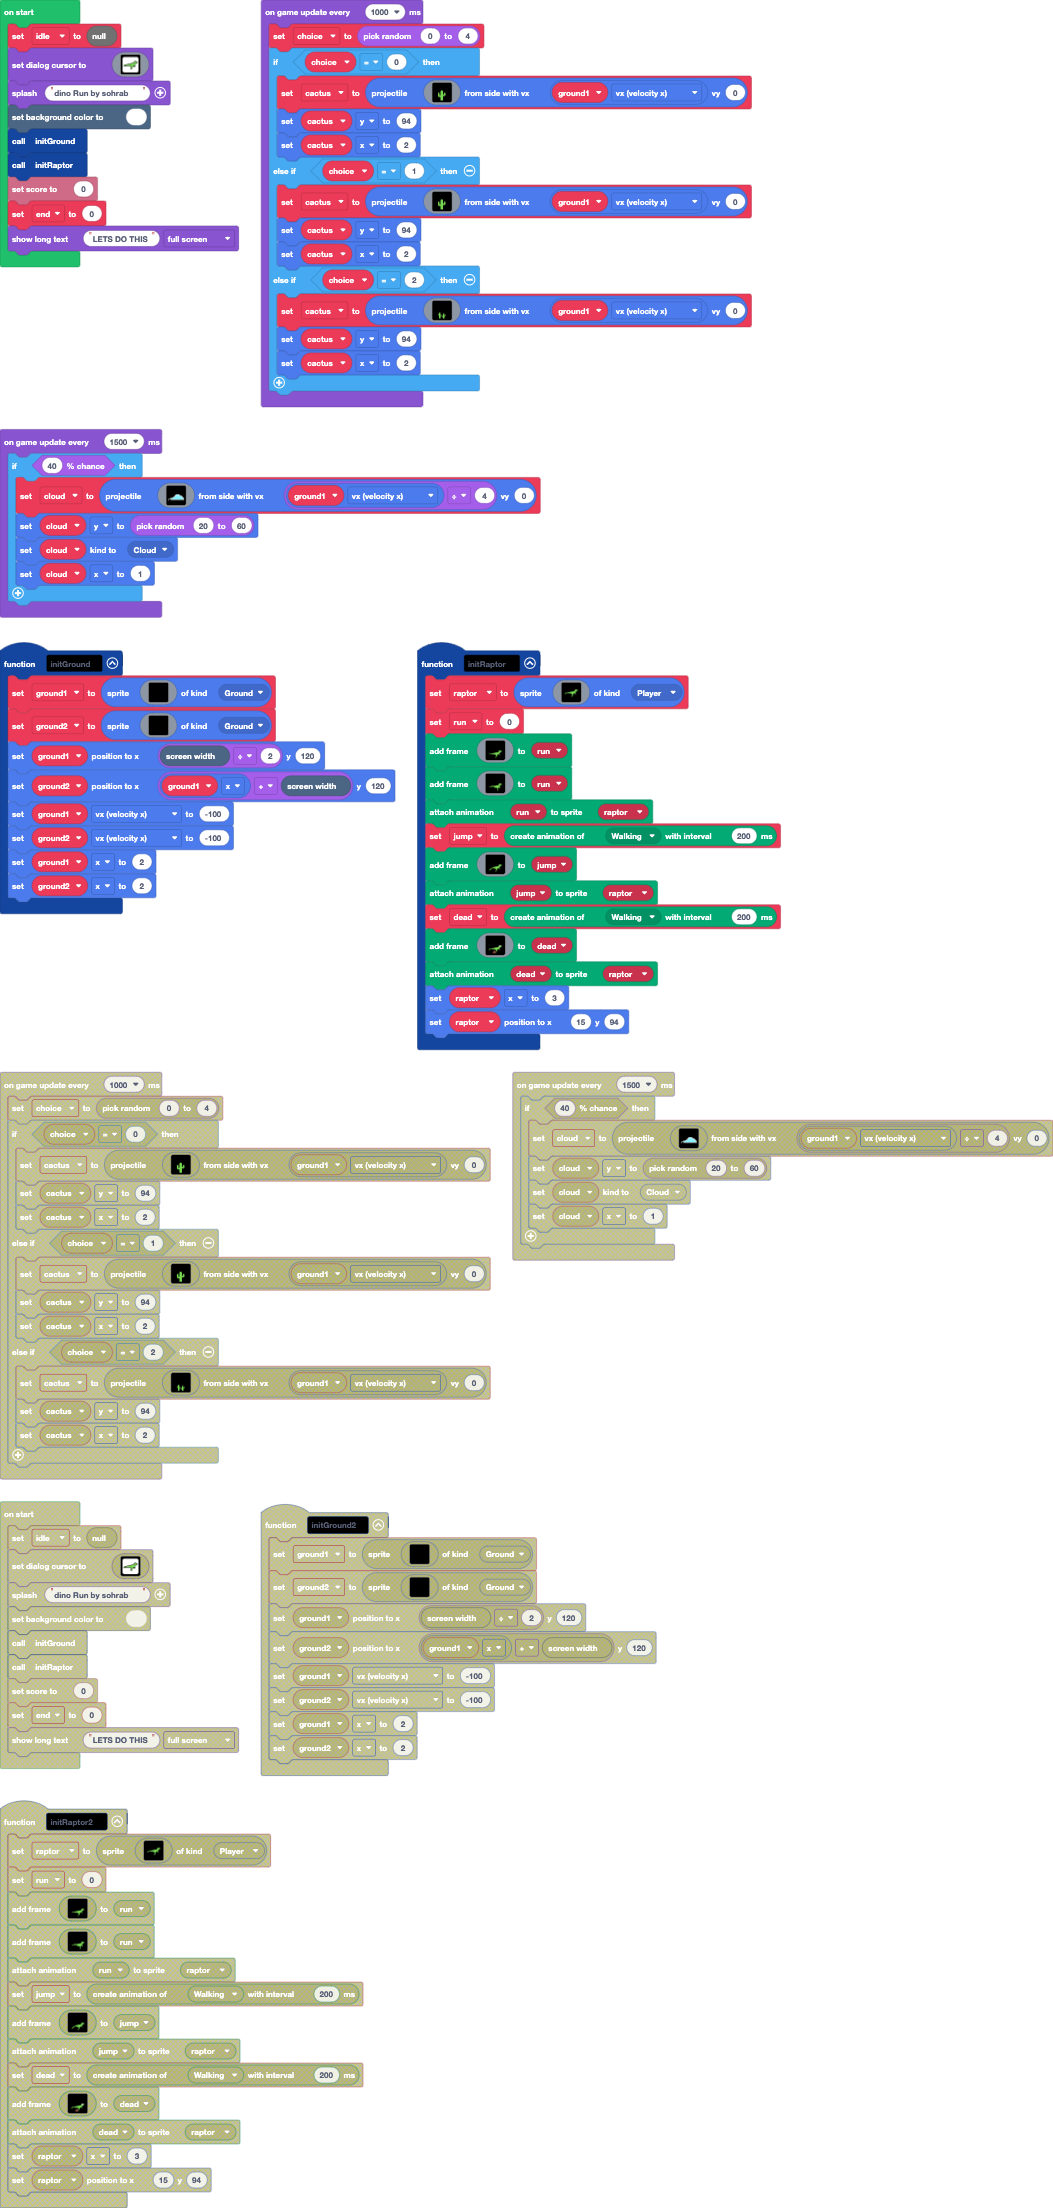 on start
set idle to null
set dialog cursor to
splash "dino Run by sohrab"
set background color to
call initGround
call initRaptor
set score to 0
set end to 0
show long text "LETS DO THIS" full screen
on game update every 1000 ms
set choice to pick random 0 to 4
if choice = 0 then
set cactus to projectile from side with vx ground1 vx (velocity x) vy 0
set cactus y to 94
set cactus x to 2
else if choice = 1 then
set cactus to projectile from side with vx ground1 vx (velocity x) vy 0
set cactus y to 94
set cactus x to 2
else if choice = 2 then
set cactus to projectile from side with vx ground1 vx (velocity x) vy 0
set cactus y to 94
set cactus x to 2
on game update every 1500 ms
if 40 % chance then
set cloud to projectile from side with vx ground1 vx (velocity x) ÷ 4 vy 0
set cloud y to pick random 20 to 60
set cloud kind to Cloud
set cloud x to 1
function initGround
set ground1 to sprite of kind Ground
set ground2 to sprite of kind Ground
set ground1 position to x screen width ÷ 2 y 120
set ground2 position to x ground1 x + screen width y 120
set ground1 vx (velocity x) to -100
set ground2 vx (velocity x) to -100
set ground1 x to 2
set ground2 x to 2
function initRaptor
set raptor to sprite of kind Player
set run to 0
add frame to run
add frame to run
attach animation run to sprite raptor
set jump to create animation of Walking with interval 200 ms
add frame to jump
attach animation jump to sprite raptor
set dead to create animation of Walking with interval 200 ms
add frame to dead
attach animation dead to sprite raptor
set raptor x to 3
set raptor position to x 15 y 94
on game update every 1000 ms
set choice to pick random 0 to 4
if choice = 0 then
set cactus to projectile from side with vx ground1 vx (velocity x) vy 0
set cactus y to 94
set cactus x to 2
else if choice = 1 then
set cactus to projectile from side with vx ground1 vx (velocity x) vy 0
set cactus y to 94
set cactus x to 2
else if choice = 2 then
set cactus to projectile from side with vx ground1 vx (velocity x) vy 0
set cactus y to 94
set cactus x to 2
on game update every 1500 ms
if 40 % chance then
set cloud to projectile from side with vx ground1 vx (velocity x) ÷ 4 vy 0
set cloud y to pick random 20 to 60
set cloud kind to Cloud
set cloud x to 1
on start
set idle to null
set dialog cursor to
splash "dino Run by sohrab"
set background color to
call initGround
call initRaptor
set score to 0
set end to 0
show long text "LETS DO THIS" full screen
function initGround2
set ground1 to sprite of kind Ground
set ground2 to sprite of kind Ground
set ground1 position to x screen width ÷ 2 y 120
set ground2 position to x ground1 x + screen width y 120
set ground1 vx (velocity x) to -100
set ground2 vx (velocity x) to -100
set ground1 x to 2
set ground2 x to 2
function initRaptor2
set raptor to sprite of kind Player
set run to 0
add frame to run
add frame to run
attach animation run to sprite raptor
set jump to create animation of Walking with interval 200 ms
add frame to jump
attach animation jump to sprite raptor
set dead to create animation of Walking with interval 200 ms
add frame to dead
attach animation dead to sprite raptor
set raptor x to 3
set raptor position to x 15 y 94